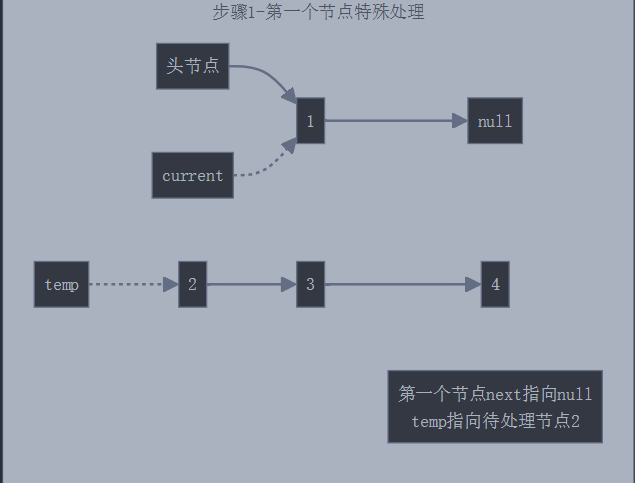 步骤1-第一个节点特殊处理
头节点
1
null
current
temp
2
3
4
第一个节点next指向null
temp指向待处理节点2